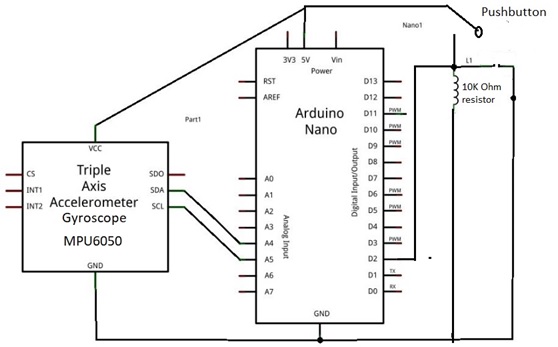 Pushbutton
Nano1
3V3 5V Vin
Power
L1
RST
AREF
Arduino
Nano
D13
D12
D11 PWM
D10 PWM
D9 PWM
D8
D7
D6 PWM
D5 PWM
D4
D3 PWM
D2
D1 TX
D0 RX
Digital Input/Output
10K Ohm
resistor
Part1
VCC
Triple
Axis
Accelerometer
Gyroscope
MPU6050
CS
INT1
INT2
SDO
SDA
SCL
GND
A0
A1
A2
A3
A4
A5
A6
A7
Analog Input
GND